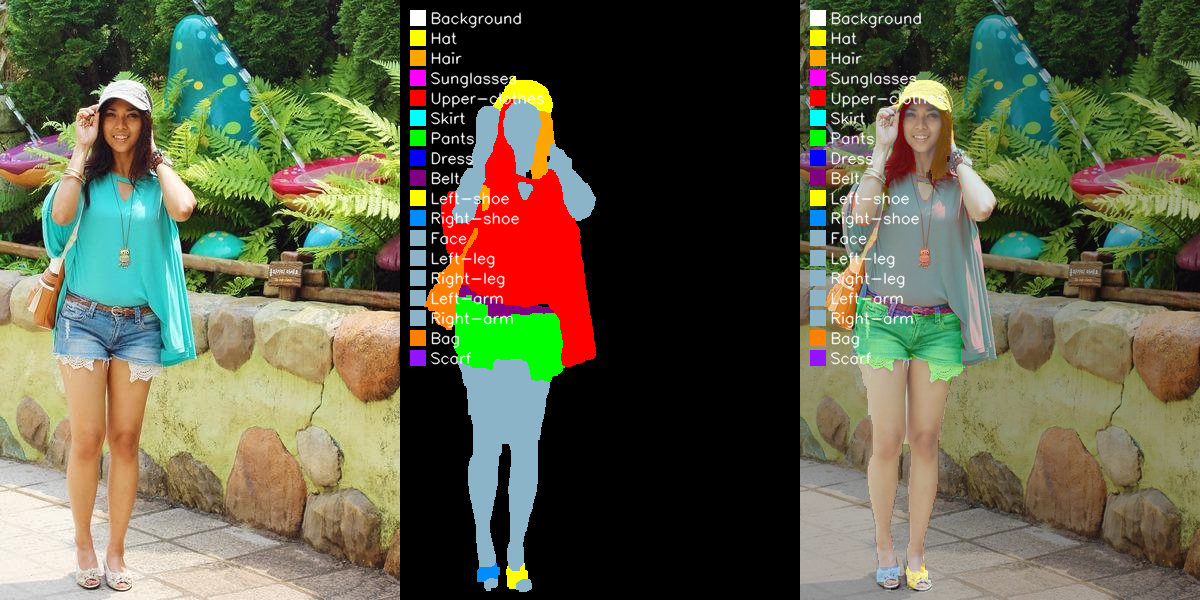 Background
Hat
Hair
Sunglasses
Upper-clothes
Skirt
Pants
Dress
Belt
Left-shoe
Right-shoe
Face
Left-leg
Right-leg
Left-arm
Right-arm
Bag
Scarf
Background
Hat
Hair
Sunglasses
Upper-clothes
Skirt
Pants
Dress
Belt
Left-shoe
Right-shoe
Face
Left-leg
Right-leg
Left-arm
Right-arm
Bag
Scarf